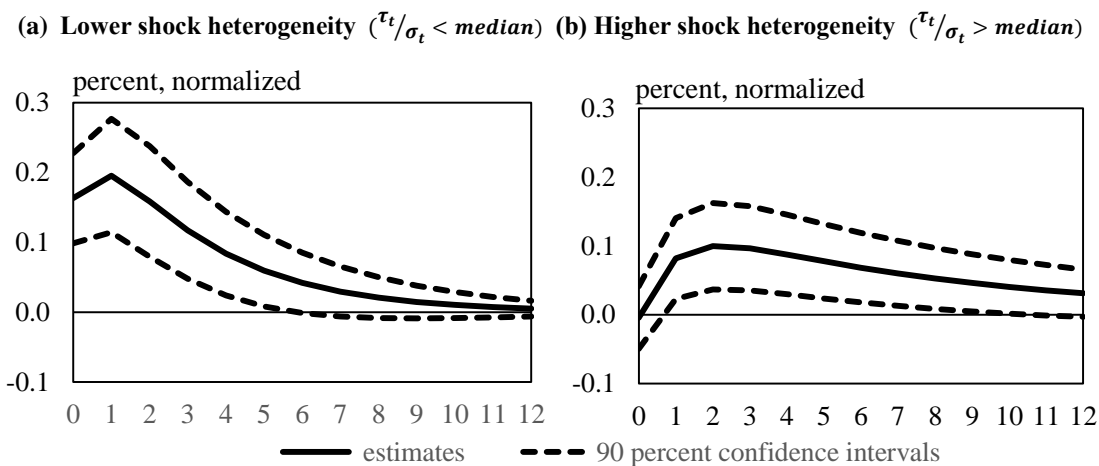 (a) Lower shock heterogeneity (τt/σt < median) (b) Higher shock heterogeneity (τt/σt > median)
percent, normalized
0.3
0.2
0.1
0.0
-0.1
0 1 2 3 4 5 6 7 8 9 10 11 12
percent, normalized
0.3
0.2
0.1
0.0
-0.1
0 1 2 3 4 5 6 7 8 9 10 11 12
estimates 90 percent confidence intervals